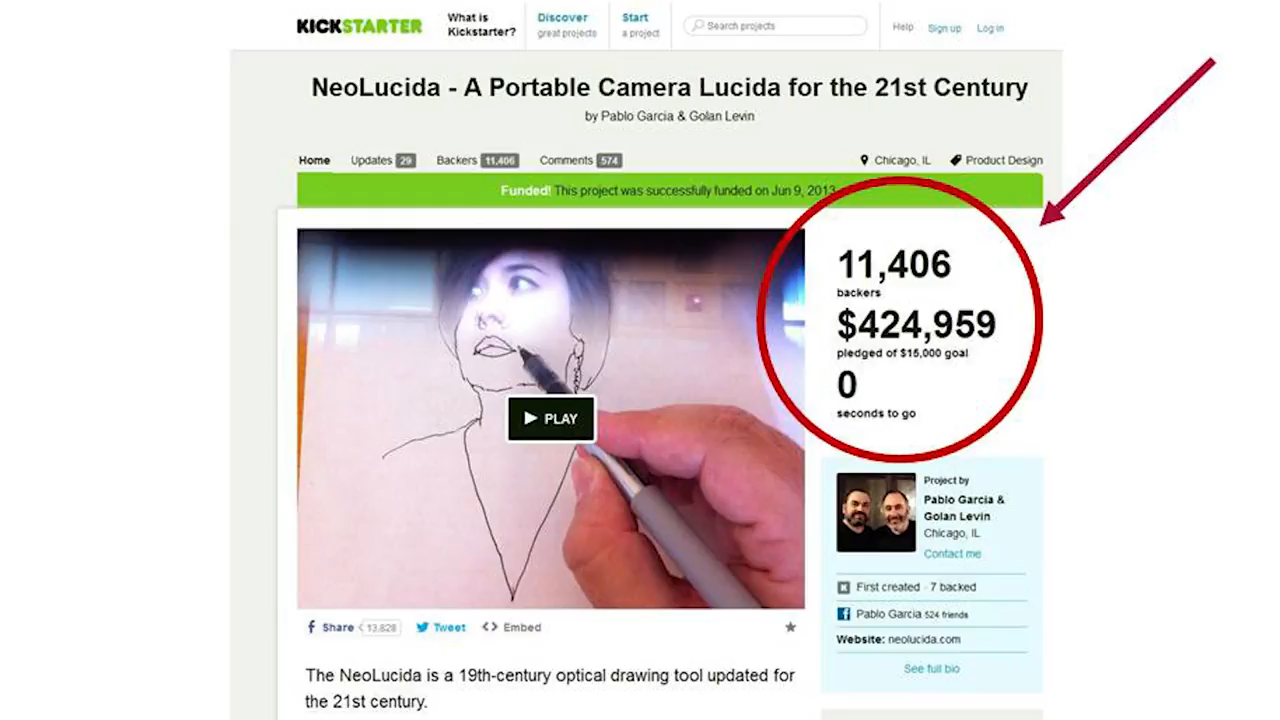 KICKSTARTER
What is
Kickstarter?
Discover
great projects
Start
a project
Search projects
Help
Sign up
Log in
NeoLucida - A Portable Camera Lucida for the 21st Century
by Pablo Garcia & Golan Levin
Home
Updates 29
Backers 11,406
Comments 574
Chicago, IL
Product Design
Funded! This project was successfully funded on Jun 9, 2013
11,406
backers
$424,959
pledged of $15,000 goal
0
seconds to go
PLAY
Project by
Pablo Garcia &
Golan Levin
Chicago, IL
Contact me
First created · 7 backed
Pablo Garcia 524 friends
Website: neolucida.com
See full bio
Share 13,828
Tweet
Embed
The NeoLucida is a 19th-century optical drawing tool updated for
the 21st century.